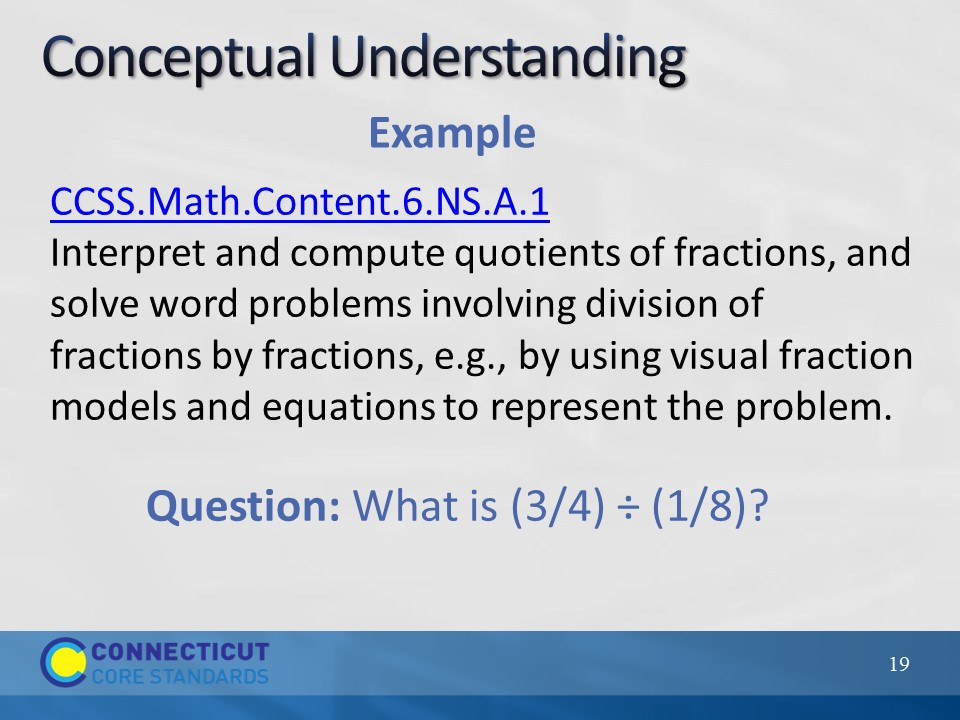 Conceptual Understanding
Example
CCSS.Math.Content.6.NS.A.1
Interpret and compute quotients of fractions, and
solve word problems involving division of
fractions by fractions, e.g., by using visual fraction
models and equations to represent the problem.
Question: What is (3/4) ÷ (1/8)?
CONNECTICUT
CORE STANDARDS
19